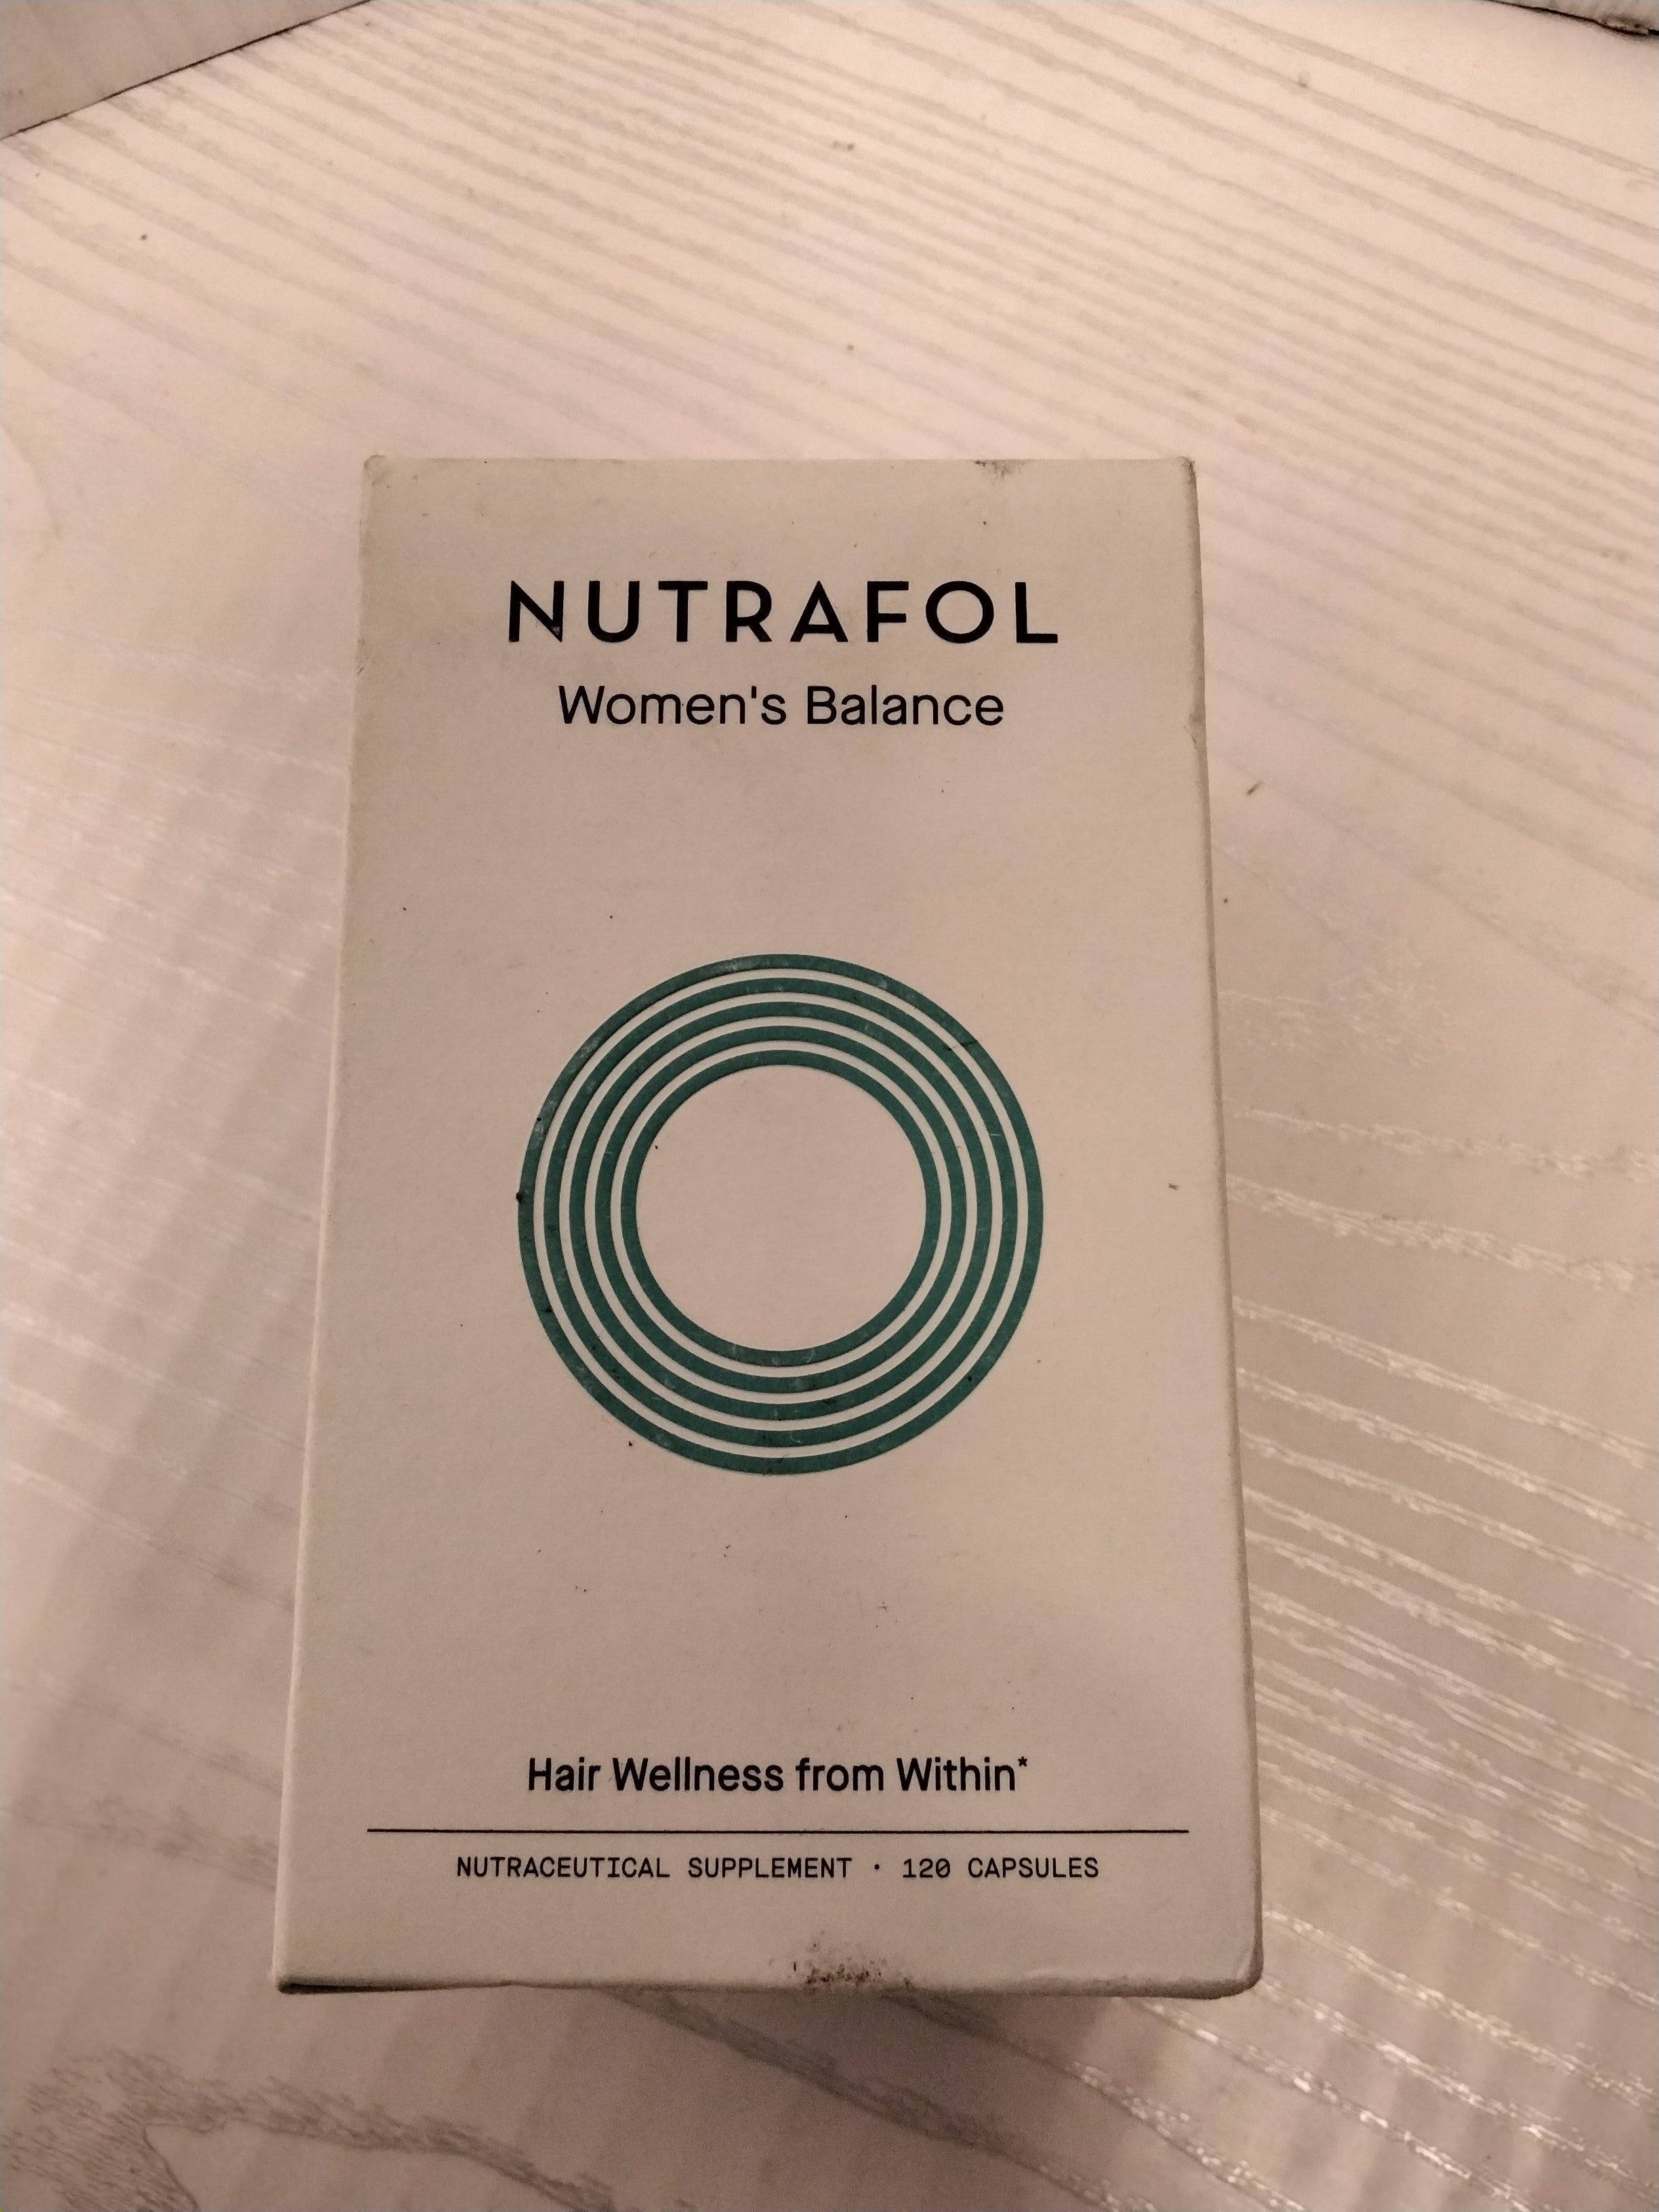 NUTRAFOL
Women's Balance
Hair Wellness from Within*
NUTRACEUTICAL SUPPLEMENT · 120 CAPSULES